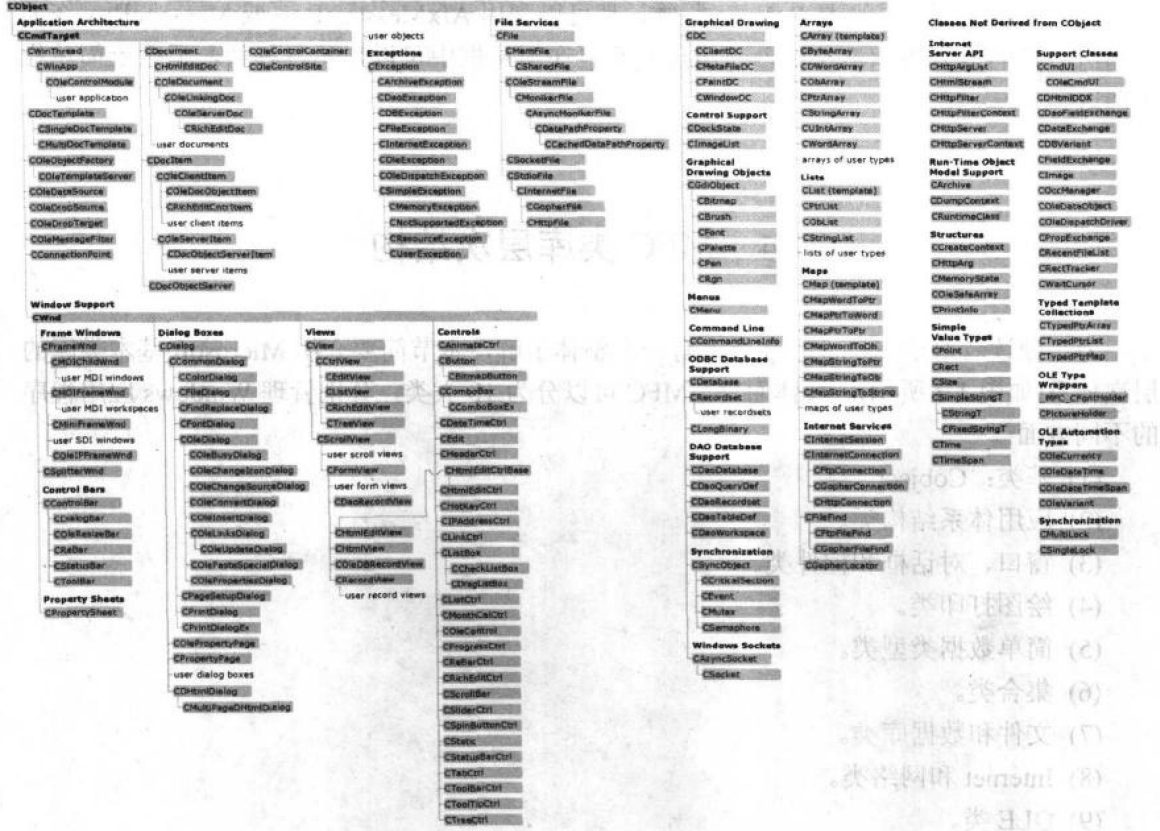 CObject
Application Architecture
CCmdTarget
CWinThread
CWinApp
COleControlModule
user application
CDocTemplate
CSingleDocTemplate
CMultiDocTemplate
COleObjectFactory
COleTemplateServer
COleDataSource
COleDropSource
COleDropTarget
COleMessageFilter
CConnectionPoint
CDocument
CHtmlEditDoc
COleDocument
COleLinkingDoc
COleServerDoc
CRichEditDoc
user documents
CDocItem
COleClientItem
COleDocObjectItem
CRichEditCntrItem
user client items
COleServerItem
CDocObjectServerItem
user server items
CDocObjectServer
COleControlContainer
COleControlSite
user objects
Exceptions
CException
CArchiveException
CDaoException
CDBException
CFileException
CInternetException
COleException
COleDispatchException
CSimpleException
CMemoryException
CNotSupportedException
CResourceException
CUserException
File Services
CFile
CMemFile
CSharedFile
COleStreamFile
CMonikerFile
CAsyncMonikerFile
CDataPathProperty
CCachedDataPathProperty
CSocketFile
CStdioFile
CInternetFile
CGopherFile
CHttpFile
Window Support
CWnd
Frame Windows
CFrameWnd
CMDIChildWnd
user MDI windows
CMDIFrameWnd
user MDI workspaces
CMiniFrameWnd
user SDI windows
COleIPFrameWnd
CSplitterWnd
Control Bars
CControlBar
CDialogBar
COleResizeBar
CReBar
CStatusBar
CToolBar
Property Sheets
CPropertySheet
Dialog Boxes
CDialog
CCommonDialog
CColorDialog
CFileDialog
CFindReplaceDialog
CFontDialog
COleDialog
COleBusyDialog
COleChangeIconDialog
COleChangeSourceDialog
COleConvertDialog
COleInsertDialog
COleLinksDialog
COleUpdateDialog
COlePasteSpecialDialog
COlePropertiesDialog
CPageSetupDialog
CPrintDialog
CPrintDialogEx
COlePropertyPage
CPropertyPage
user dialog boxes
CDHtmlDialog
CMultiPageDHtmlDialog
Views
CView
CCtrlView
CEditView
CListView
CRichEditView
CTreeView
CScrollView
user scroll views
CFormView
user form views
CDaoRecordView
CHtmlEditView
CHtmlView
COleDBRecordView
CRecordView
user record views
Controls
CAnimateCtrl
CButton
CBitmapButton
CComboBox
CComboBoxEx
CDateTimeCtrl
CEdit
CHeaderCtrl
CHtmlEditCtrlBase
CHtmlEditCtrl
CHotKeyCtrl
CIPAddressCtrl
CLinkCtrl
CListBox
CCheckListBox
CDragListBox
CListCtrl
CMonthCalCtrl
COleControl
CProgressCtrl
CReBarCtrl
CRichEditCtrl
CScrollBar
CSliderCtrl
CSpinButtonCtrl
CStatic
CStatusBarCtrl
CTabCtrl
CToolBarCtrl
CToolTipCtrl
CTreeCtrl
Graphical Drawing
CDC
CClientDC
CMetaFileDC
CPaintDC
CWindowDC
Control Support
CDockState
CImageList
Graphical
Drawing Objects
CGdiObject
CBitmap
CBrush
CFont
CPalette
CPen
CRgn
Menus
CMenu
Command Line
CCommandLineInfo
ODBC Database
Support
CDatabase
CRecordset
user recordsets
CLongBinary
DAO Database
Support
CDaoDatabase
CDaoQueryDef
CDaoRecordset
CDaoTableDef
CDaoWorkspace
Synchronization
CSyncObject
CCriticalSection
CEvent
CMutex
CSemaphore
Windows Sockets
CAsyncSocket
CSocket
Arrays
CArray (template)
CByteArray
CDWordArray
CObArray
CPtrArray
CStringArray
CUIntArray
CWordArray
arrays of user types
Lists
CList (template)
CPtrList
CObList
CStringList
lists of user types
Maps
CMap (template)
CMapWordToPtr
CMapPtrToWord
CMapPtrToPtr
CMapWordToOb
CMapStringToPtr
CMapStringToOb
CMapStringToString
maps of user types
Internet Services
CInternetSession
CInternetConnection
CFtpConnection
CGopherConnection
CHttpConnection
CFileFind
CFtpFileFind
CGopherFileFind
CGopherLocator
Classes Not Derived from CObject
Internet
Server API
CHttpArgList
CHtmlStream
CHttpFilter
CHttpFilterContext
CHttpServer
CHttpServerContext
Run-Time Object
Model Support
CArchive
CDumpContext
CRuntimeClass
Structures
CCreateContext
CHttpArg
CMemoryState
COleSafeArray
CPrintInfo
Simple
Value Types
CPoint
CRect
CSize
CSimpleStringT
CStringT
CFixedStringT
CTime
CTimeSpan
Support Classes
CCmdUI
COleCmdUI
CDHtmlDDX
CDaoFieldExchange
CDataExchange
CDBVariant
CFieldExchange
CImage
COccManager
COleDataObject
COleDispatchDriver
CPropExchange
CRecentFileList
CRectTracker
CWaitCursor
Typed Template
Collections
CTypedPtrArray
CTypedPtrList
CTypedPtrMap
OLE Type
Wrappers
MFC_CFontHolder
CPictureHolder
OLE Automation
Types
COleCurrency
COleDateTime
COleDateTimeSpan
COleVariant
Synchronization
CMultiLock
CSingleLock